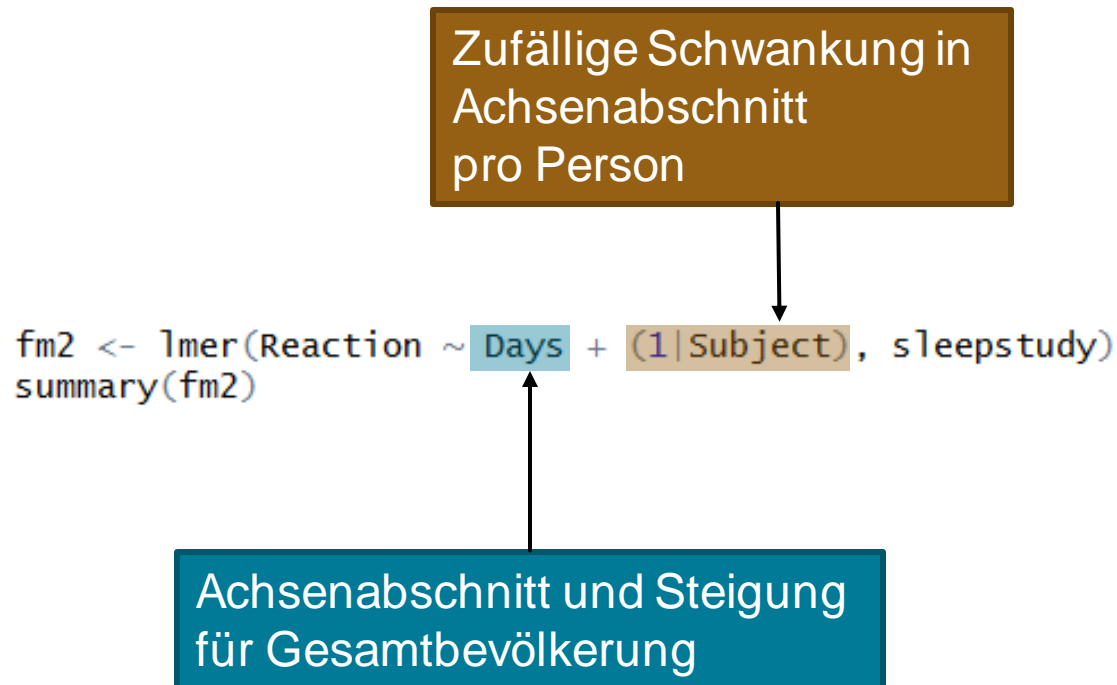 Zufällige Schwankung in
Achsenabschnitt
pro Person
fm2 <- lmer(Reaction ~ Days + (1|Subject), sleepstudy)
summary(fm2)
Achsenabschnitt und Steigung
für Gesamtbevölkerung